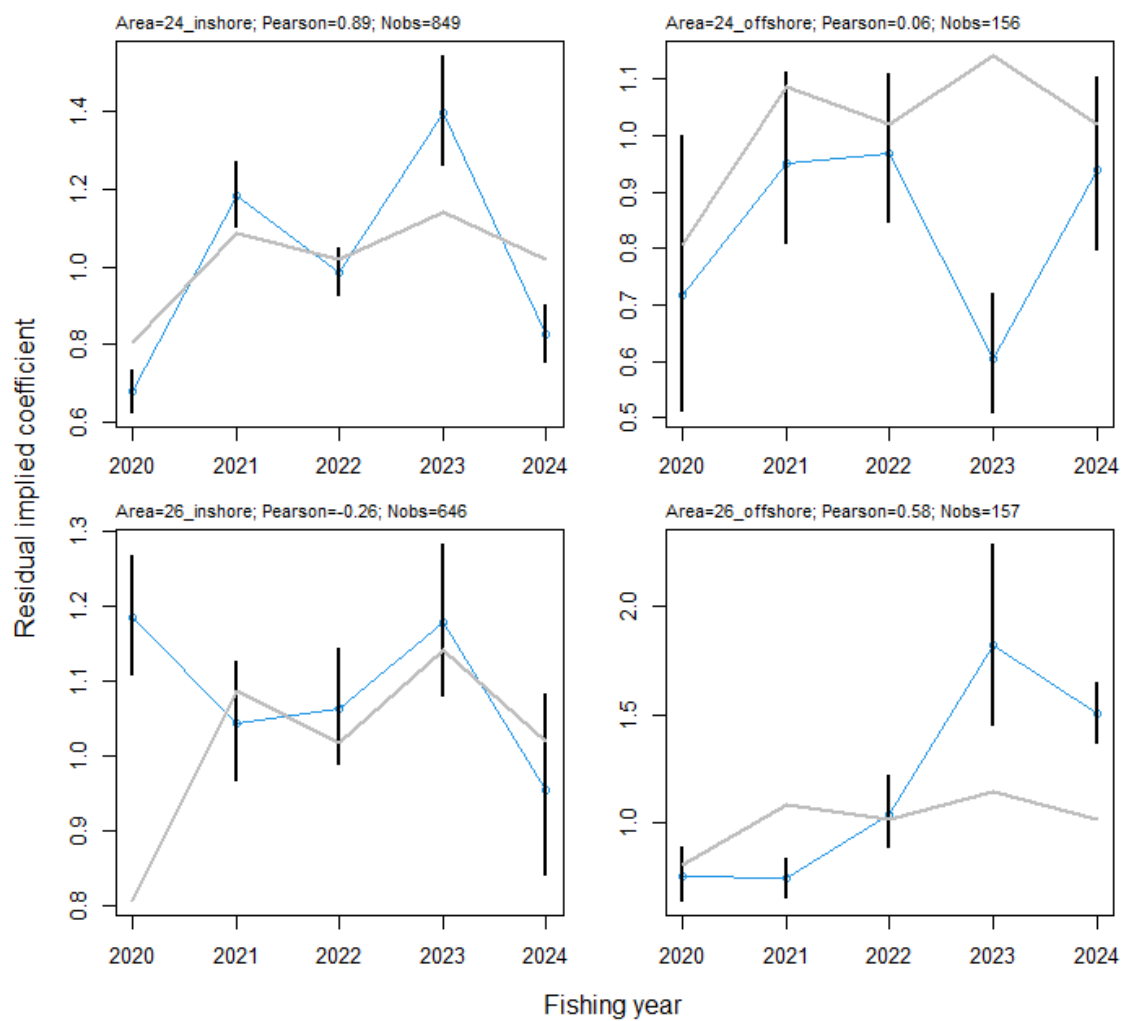 Area=24_inshore; Pearson=0.89; Nobs=849
1.4
1.2
1.0
0.8
0.6
2020 2021 2022 2023 2024
Area=24_offshore; Pearson=0.06; Nobs=156
1.1
1.0
0.9
0.8
0.7
0.6
0.5
2020 2021 2022 2023 2024
Residual implied coefficient
Area=26_inshore; Pearson=-0.26; Nobs=646
1.3
1.2
1.1
1.0
0.9
0.8
2020 2021 2022 2023 2024
Area=26_offshore; Pearson=0.58; Nobs=157
2.0
1.5
1.0
2020 2021 2022 2023 2024
Fishing year